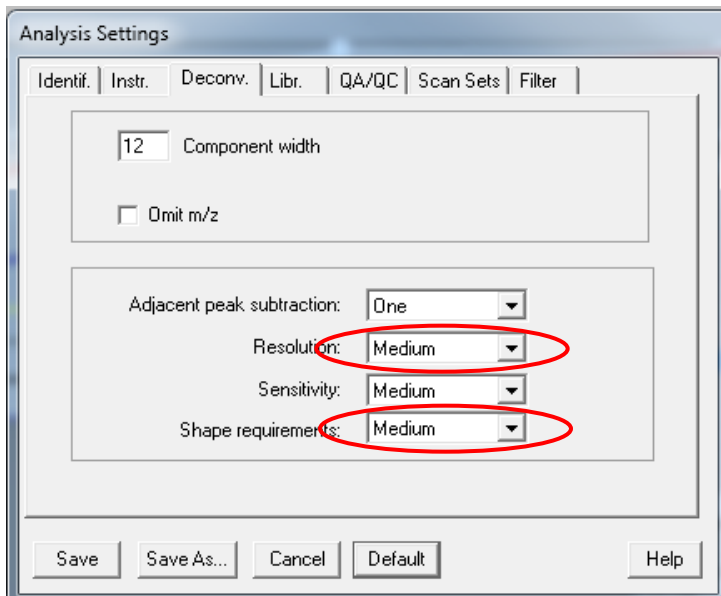 Analysis Settings
Identif. Instr. Deconv. Libr. QA/QC Scan Sets Filter
12 Component width
Omit m/z
Adjacent peak subtraction: One
Resolution: Medium
Sensitivity: Medium
Shape requirements: Medium
Save Save As... Cancel Default Help